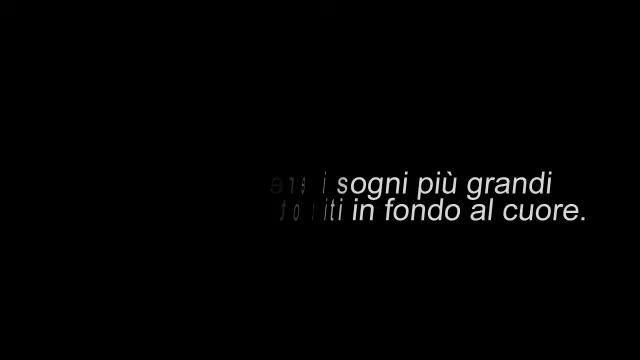 i sogni più grandi
in fondo al cuore.